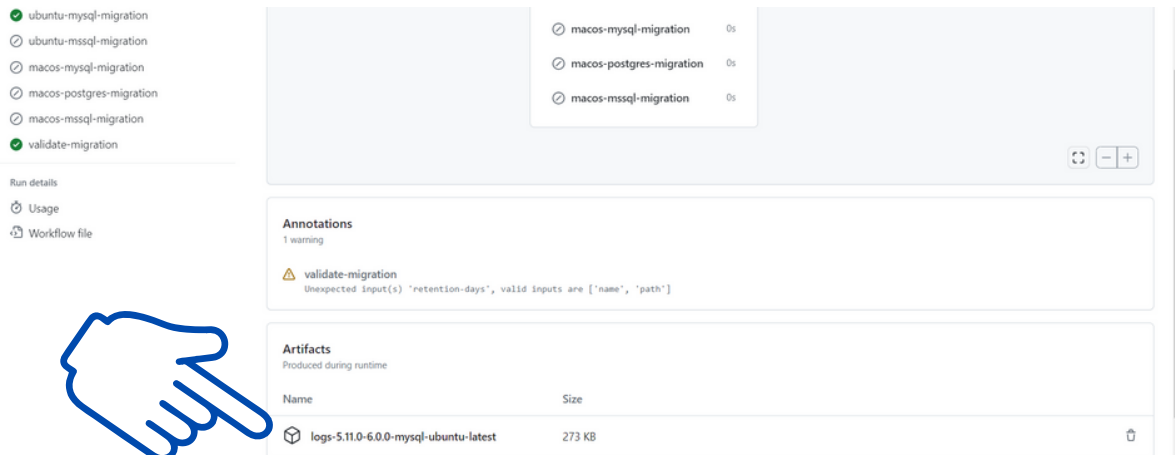 ubuntu-mysql-migration
ubuntu-mssql-migration
macos-mysql-migration
macos-postgres-migration
macos-mssql-migration
validate-migration
Run details
Usage
Workflow file
macos-mysql-migration 0s
macos-postgres-migration 0s
macos-mssql-migration 0s
Annotations
1 warning
validate-migration
Unexpected input(s) 'retention-days', valid inputs are ['name', 'path']
Artifacts
Produced during runtime
Name Size
logs-5.11.0-6.0.0-mysql-ubuntu-latest 273 KB